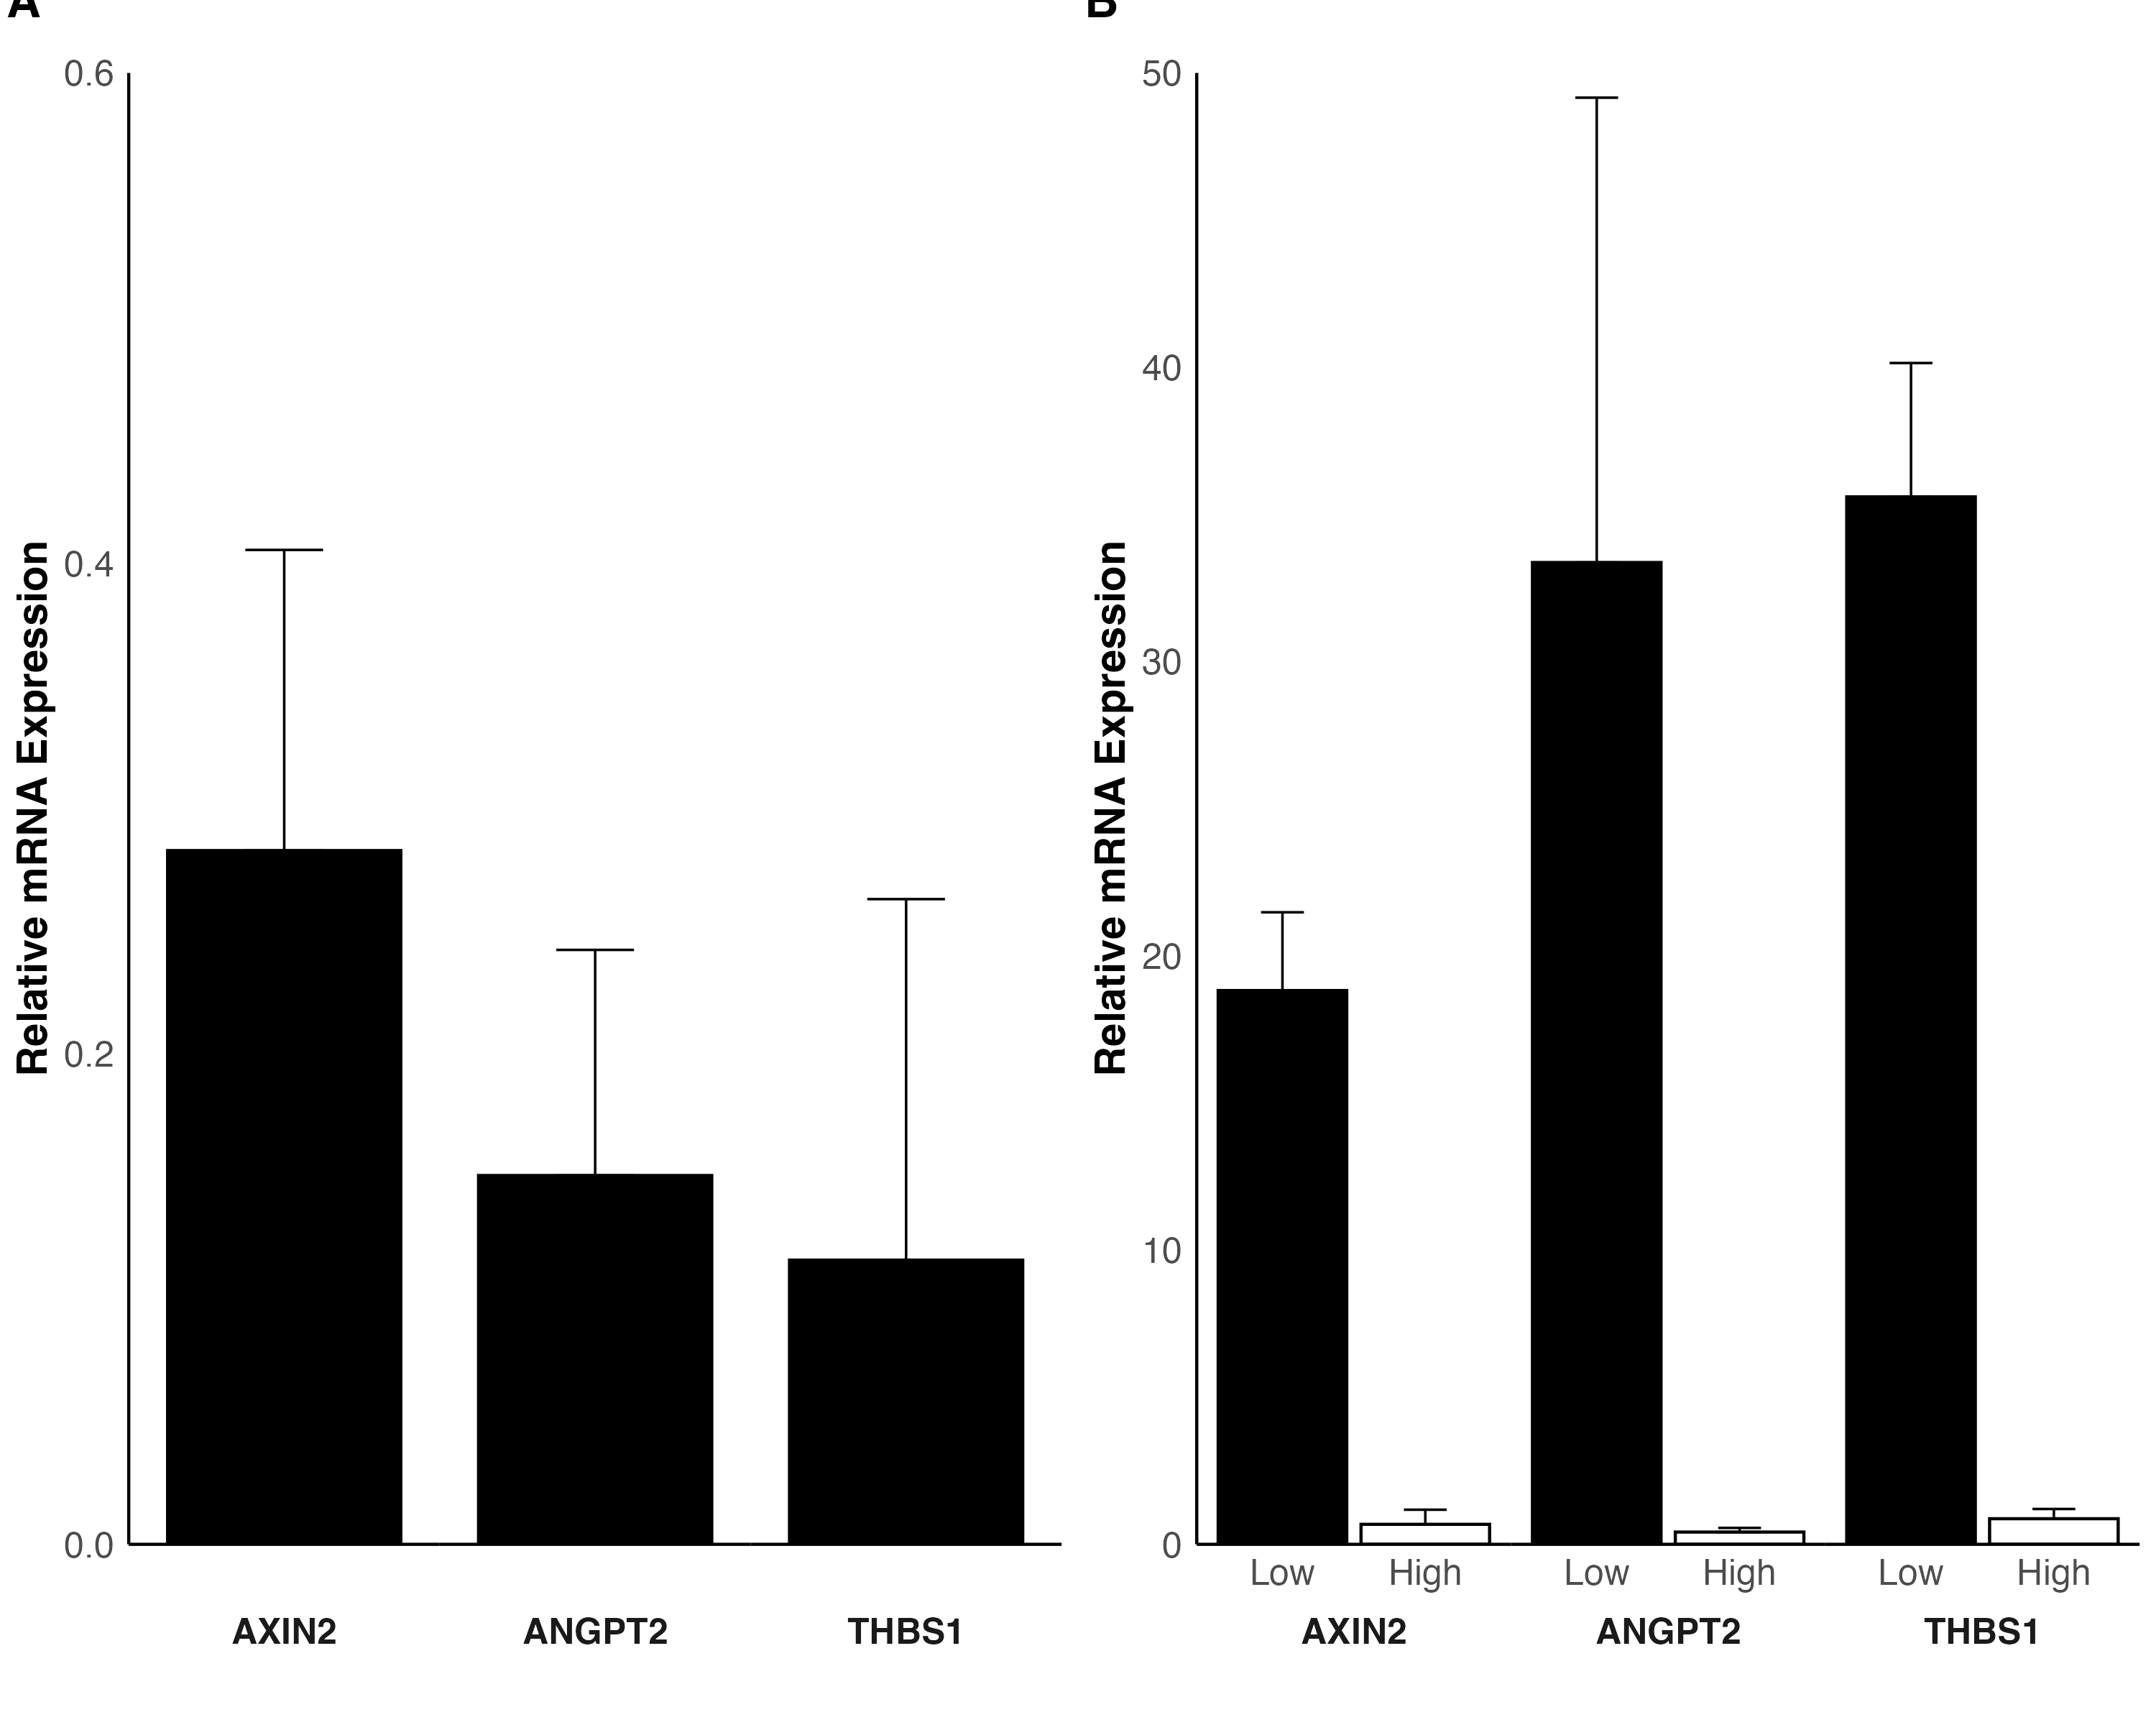 A
B
Relative mRNA Expression
0.6
0.4
0.2
0.0
AXIN2 ANGPT2 THBS1
Relative mRNA Expression
50
40
30
20
10
0
Low High Low High Low High
AXIN2 ANGPT2 THBS1